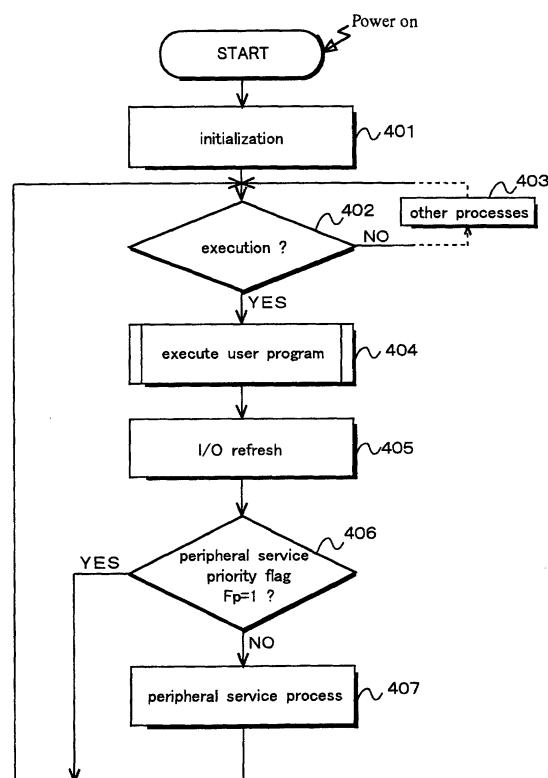 Power on
START
initialization
401
403
other processes
402
execution ?
NO
YES
execute user program
404
I/O refresh
405
406
YES
peripheral service
priority flag
Fp=1 ?
NO
peripheral service process
407